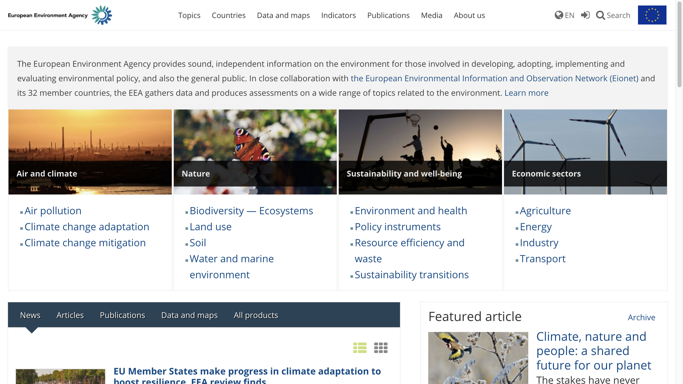 European Environment Agency
Topics Countries Data and maps Indicators Publications Media About us
EN Search
The European Environment Agency provides sound, independent information on the environment for those involved in developing, adopting, implementing and
evaluating environmental policy, and also the general public. In close collaboration with the European Environmental Information and Observation Network (Eionet) and
its 32 member countries, the EEA gathers data and produces assessments on a wide range of topics related to the environment. Learn more
Air and climate
Air pollution
Climate change adaptation
Climate change mitigation
Nature
Biodiversity — Ecosystems
Land use
Soil
Water and marine
environment
Sustainability and well-being
Environment and health
Policy instruments
Resource efficiency and
waste
Sustainability transitions
Economic sectors
Agriculture
Energy
Industry
Transport
News Articles Publications Data and maps All products
EU Member States make progress in climate adaptation to
boost resilience, EEA review finds
Featured article
Archive
Climate, nature and
people: a shared
future for our planet
The stakes have never